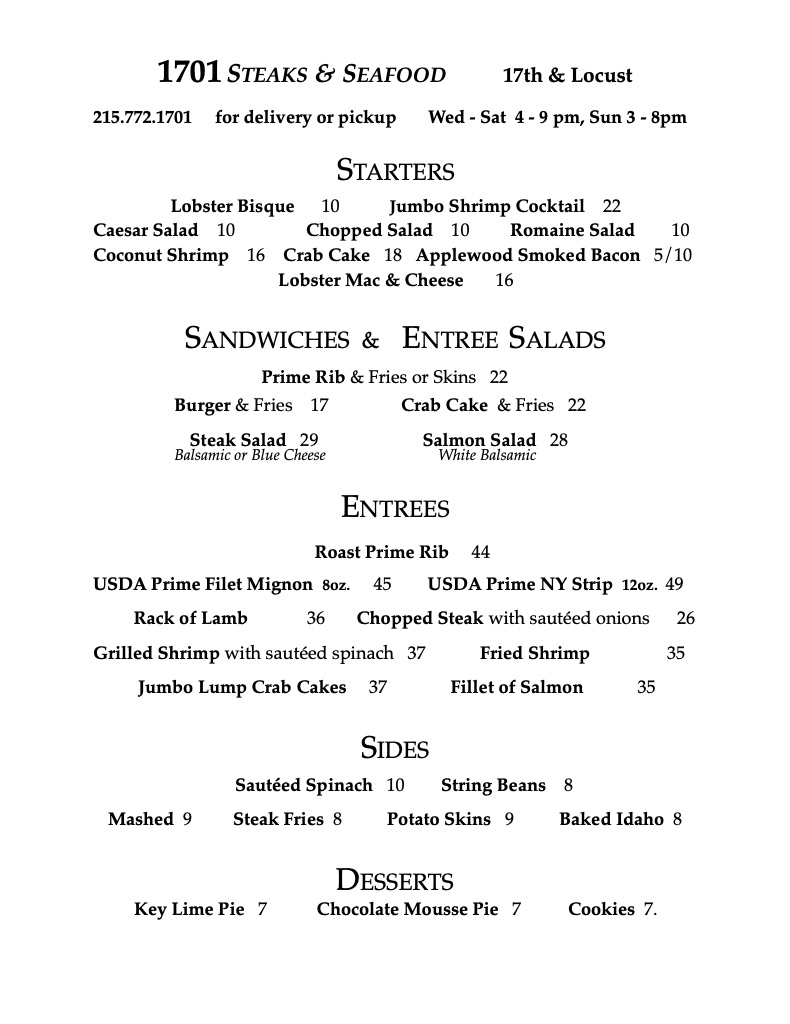 1701 STEAKS & SEAFOOD 17th & Locust
215.772.1701 for delivery or pickup Wed - Sat 4 - 9 pm, Sun 3 - 8pm
STARTERS
Lobster Bisque 10 Jumbo Shrimp Cocktail 22
Caesar Salad 10 Chopped Salad 10 Romaine Salad 10
Coconut Shrimp 16 Crab Cake 18 Applewood Smoked Bacon 5/10
Lobster Mac & Cheese 16
SANDWICHES & ENTREE SALADS
Prime Rib & Fries or Skins 22
Burger & Fries 17 Crab Cake & Fries 22
Steak Salad 29 Salmon Salad 28
Balsamic or Blue Cheese White Balsamic
ENTREES
Roast Prime Rib 44
USDA Prime Filet Mignon 8oz. 45 USDA Prime NY Strip 12oz. 49
Rack of Lamb 36 Chopped Steak with sautéed onions 26
Grilled Shrimp with sautéed spinach 37 Fried Shrimp 35
Jumbo Lump Crab Cakes 37 Fillet of Salmon 35
SIDES
Sautéed Spinach 10 String Beans 8
Mashed 9 Steak Fries 8 Potato Skins 9 Baked Idaho 8
DESSERTS
Key Lime Pie 7 Chocolate Mousse Pie 7 Cookies 7.